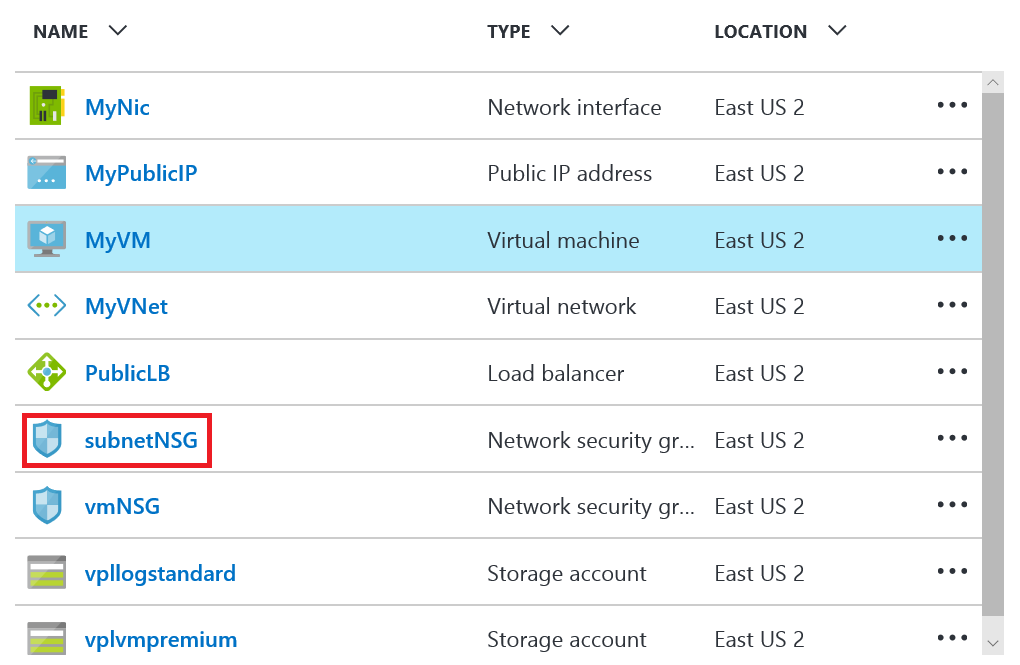 NAME TYPE LOCATION
MyNic Network interface East US 2
MyPublicIP Public IP address East US 2
MyVM Virtual machine East US 2
MyVNet Virtual network East US 2
PublicLB Load balancer East US 2
subnetNSG Network security gr... East US 2
vmNSG Network security gr... East US 2
vpllogstandard Storage account East US 2
vplvmpremium Storage account East US 2